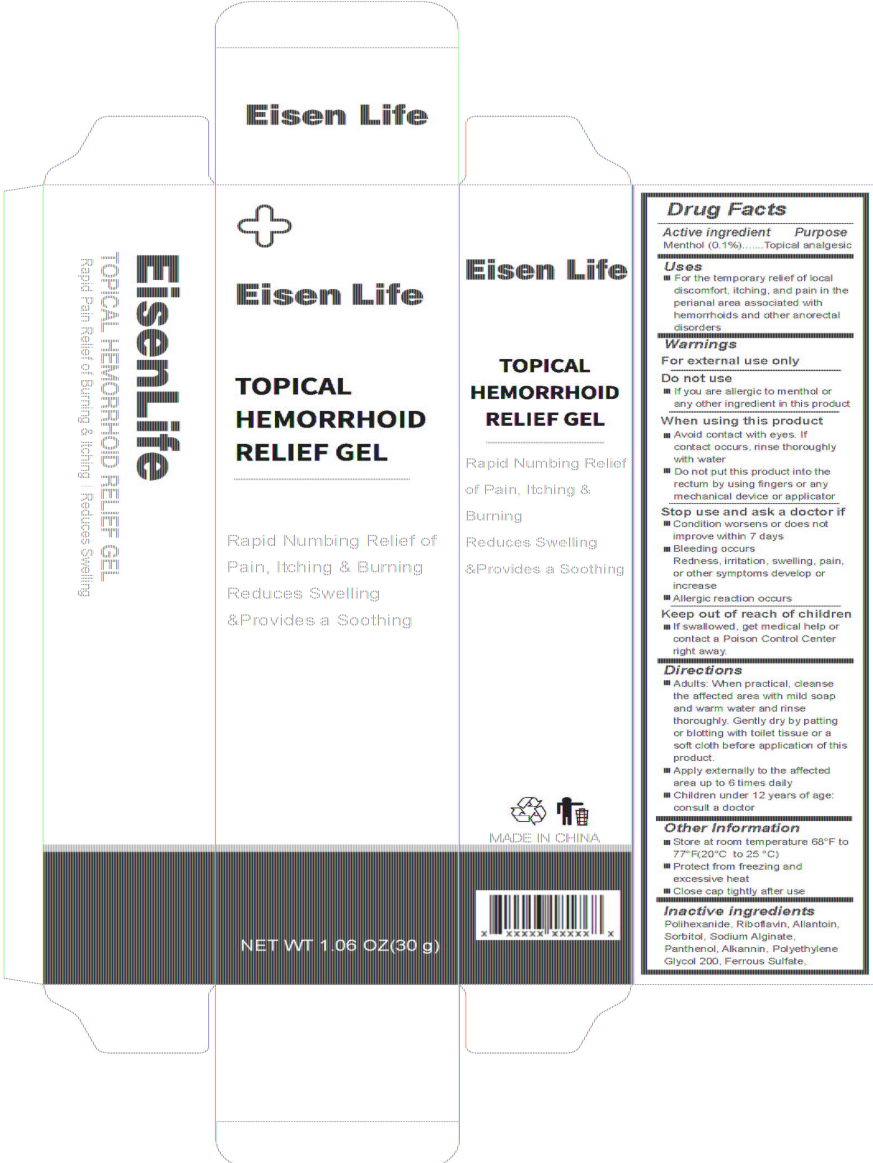 Eisen Life
EisenLife
TOPICAL HEMORRHOID RELIEF GEL
Rapid Pain Relief of Burning & Itching | Reduces Swelling
Eisen Life
TOPICAL
HEMORRHOID
RELIEF GEL
Rapid Numbing Relief of
Pain, Itching & Burning
Reduces Swelling
&Provides a Soothing
NET WT 1.06 OZ(30 g)
Eisen Life
TOPICAL
HEMORRHOID
RELIEF GEL
Rapid Numbing Relief
of Pain, Itching &
Burning
Reduces Swelling
&Provides a Soothing
MADE IN CHINA
x xxxxx xxxxx x
Drug Facts
Active ingredient Purpose
Menthol (0.1%).......Topical analgesic
Uses
For the temporary relief of local
discomfort, itching, and pain in the
perianal area associated with
hemorrhoids and other anorectal
disorders
Warnings
For external use only
Do not use
If you are allergic to menthol or
any other ingredient in this product
When using this product
Avoid contact with eyes. If
contact occurs, rinse thoroughly
with water
Do not put this product into the
rectum by using fingers or any
mechanical device or applicator
Stop use and ask a doctor if
Condition worsens or does not
improve within 7 days
Bleeding occurs
Redness, irritation, swelling, pain,
or other symptoms develop or
increase
Allergic reaction occurs
Keep out of reach of children
If swallowed, get medical help or
contact a Poison Control Center
right away.
Directions
Adults: When practical, cleanse
the affected area with mild soap
and warm water and rinse
thoroughly. Gently dry by patting
or blotting with toilet tissue or a
soft cloth before application of this
product.
Apply externally to the affected
area up to 6 times daily
Children under 12 years of age:
consult a doctor
Other Information
Store at room temperature 68°F to
77°F(20°C to 25 °C)
Protect from freezing and
excessive heat
Close cap tightly after use
Inactive ingredients
Polihexanide, Riboflavin, Allantoin,
Sorbitol, Sodium Alginate,
Panthenol, Alkannin, Polyethylene
Glycol 200, Ferrous Sulfate,